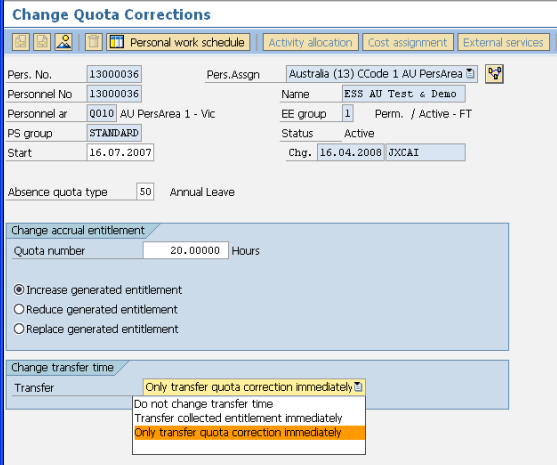 Change Quota Corrections
Personal work schedule Activity allocation Cost assignment External services
Pers. No. 13000036 Pers.Assgn Australia (13) CCode 1 AU PersArea
Personnel No 13000036 Name ESS AU Test & Demo
Personnel ar Q010 AU PersArea 1 - Vic EE group 1 Perm. / Active - FT
PS group STANDARD Status Active
Start 16.07.2007 Chg. 16.04.2008 JXCAI
Absence quota type 50 Annual Leave
Change accrual entitlement
Quota number 20.00000 Hours
Increase generated entitlement
Reduce generated entitlement
Replace generated entitlement
Change transfer time
Transfer Only transfer quota correction immediately
Do not change transfer time
Transfer collected entitlement immediately
Only transfer quota correction immediately